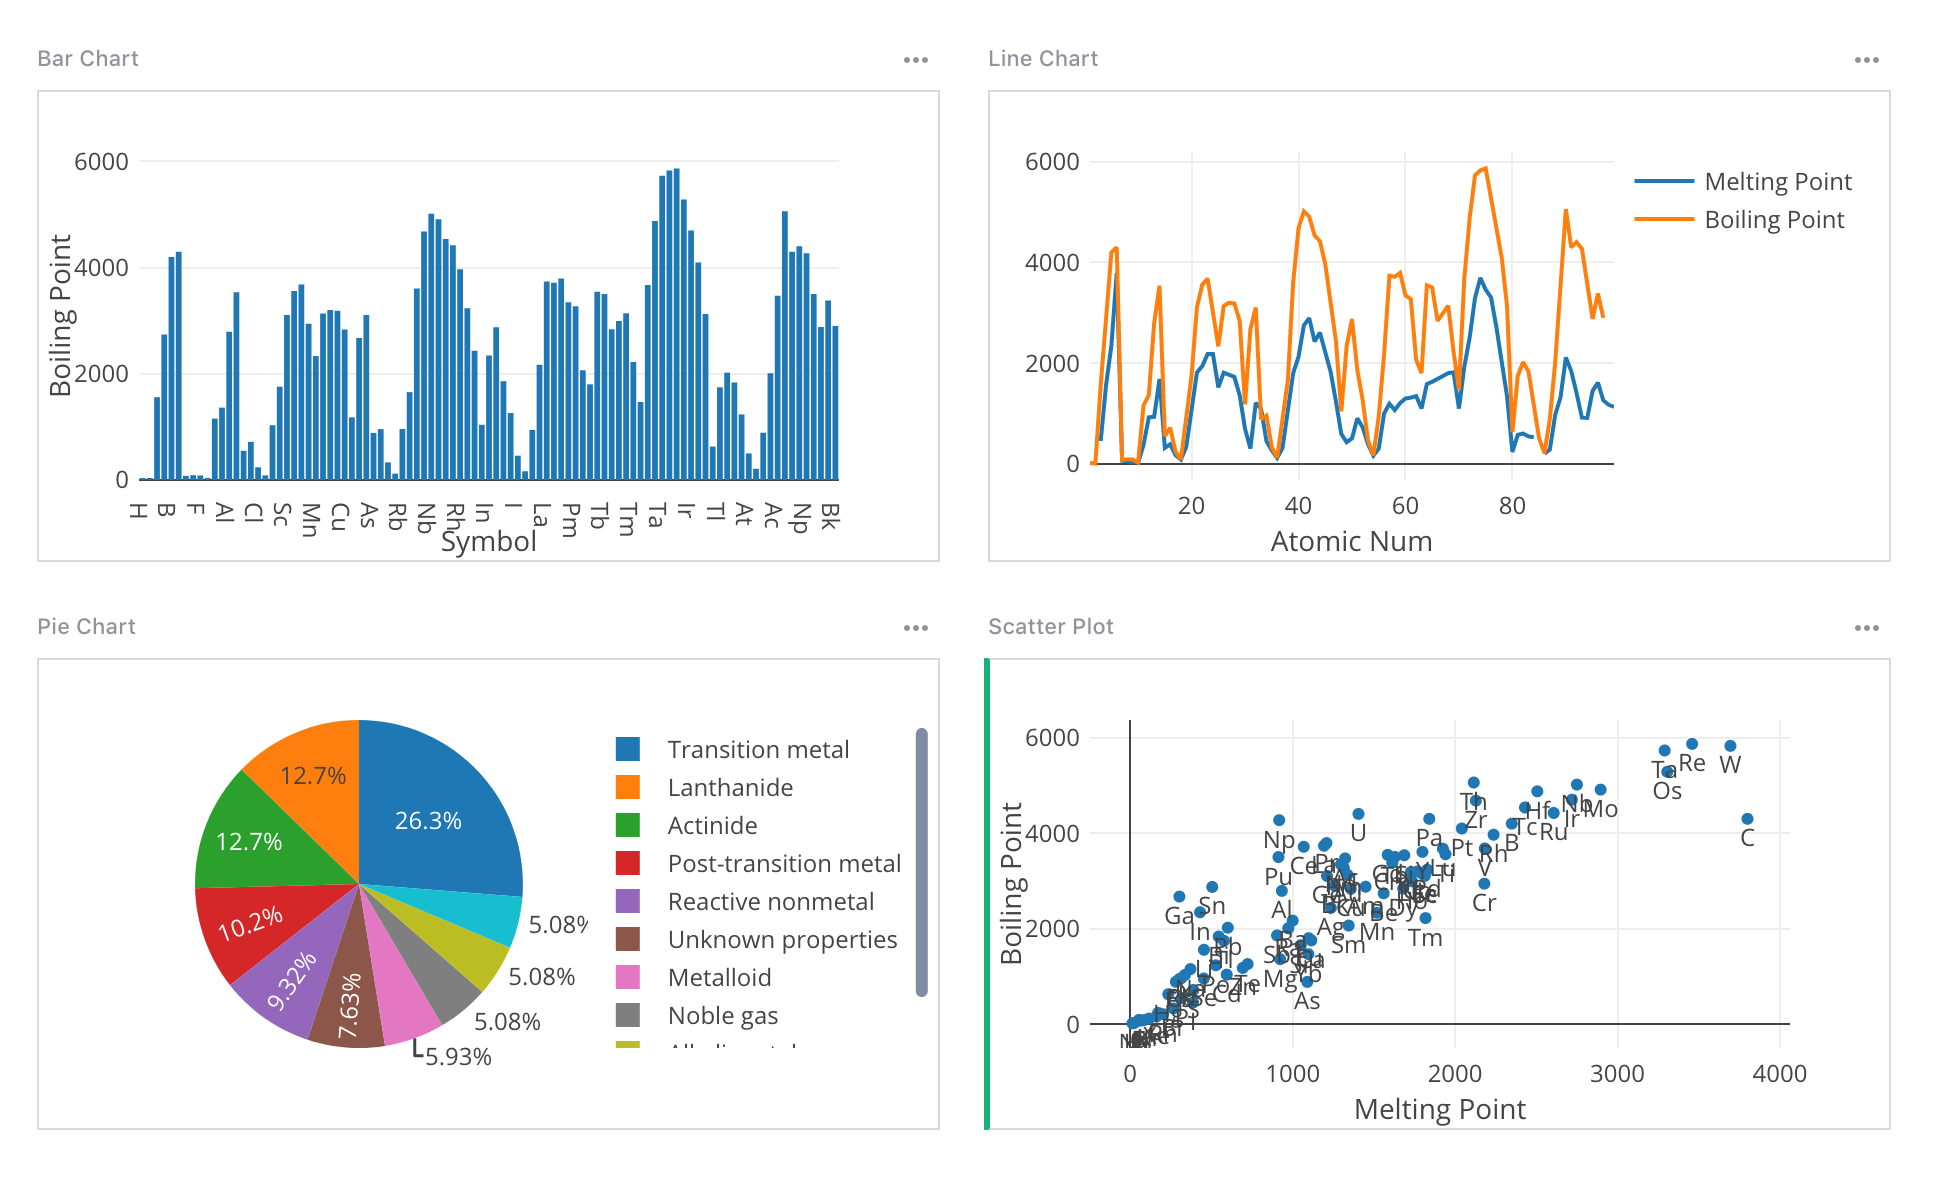 Bar Chart
Line Chart
6000
4000
2000
0
Boiling Point
H B F Al Cl Sc Mn Cu As Rb Nb Rh In I La Pm Tb Tm Ta Ir Tl At Ac Np Bk
Symbol
6000
4000
2000
0
20 40 60 80
Atomic Num
Melting Point
Boiling Point
Pie Chart
Scatter Plot
12.7%
26.3%
12.7%
10.2%
9.32%
7.63%
5.93%
5.08%
5.08%
5.08%
Transition metal
Lanthanide
Actinide
Post-transition metal
Reactive nonmetal
Unknown properties
Metalloid
Noble gas
6000
4000
2000
0
Boiling Point
Ta Re W
Os
Th Hf Nb Mo
Zr Tc Ru Ir
Np U Pa Pt Rh B C
Pu V
Cr
Al
Ga Sn
In Ag Mn Tm
Sm
Mg
As
Cd
0 1000 2000 3000 4000
Melting Point